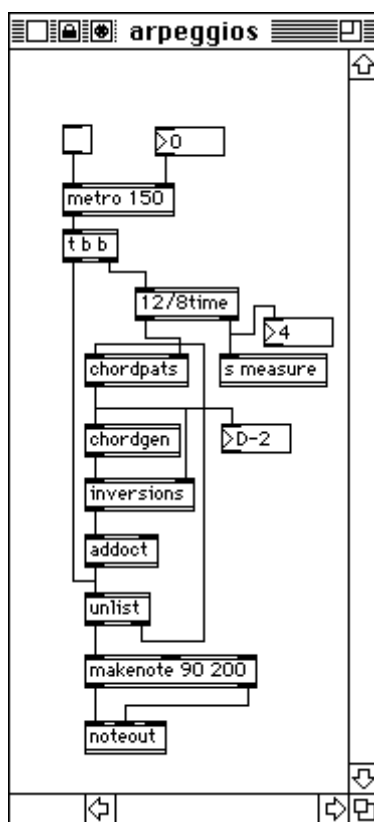 arpeggios
0
metro 150
t b b
12/8time
4
chordpats
s measure
chordgen
D-2
inversions
addoct
unlist
makenote 90 200
noteout